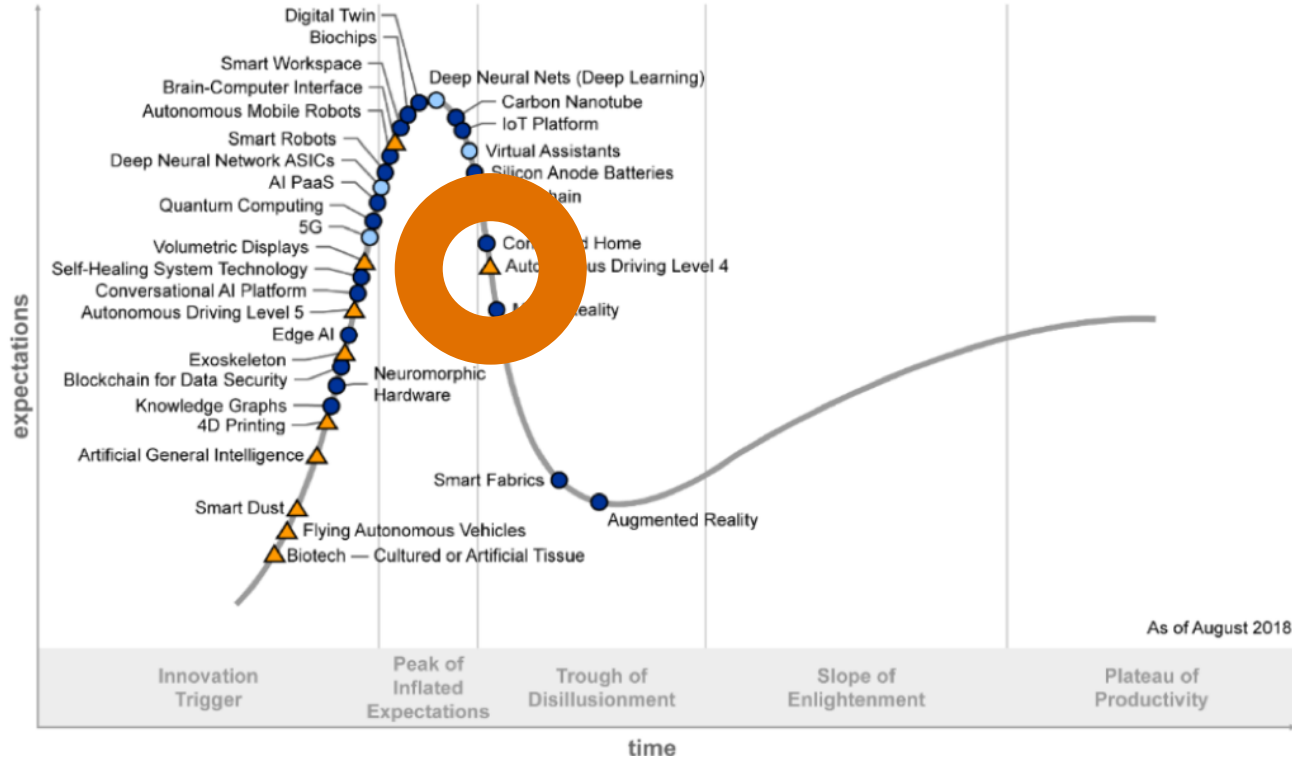 Digital Twin
Biochips
Smart Workspace
Brain-Computer Interface
Autonomous Mobile Robots
Smart Robots
Deep Neural Network ASICs
AI PaaS
Quantum Computing
5G
Volumetric Displays
Self-Healing System Technology
Conversational AI Platform
Autonomous Driving Level 5
Edge AI
Exoskeleton
Blockchain for Data Security
Neuromorphic
Hardware
Knowledge Graphs
4D Printing
Artificial General Intelligence
Smart Dust
Flying Autonomous Vehicles
Biotech — Cultured or Artificial Tissue
Deep Neural Nets (Deep Learning)
Carbon Nanotube
IoT Platform
Virtual Assistants
Silicon Anode Batteries
Home
Driving Level 4
Smart Fabrics
Augmented Reality
expectations
As of August 2018
Innovation
Trigger
Peak of
Inflated
Expectations
Trough of
Disillusionment
Slope of
Enlightenment
Plateau of
Productivity
time